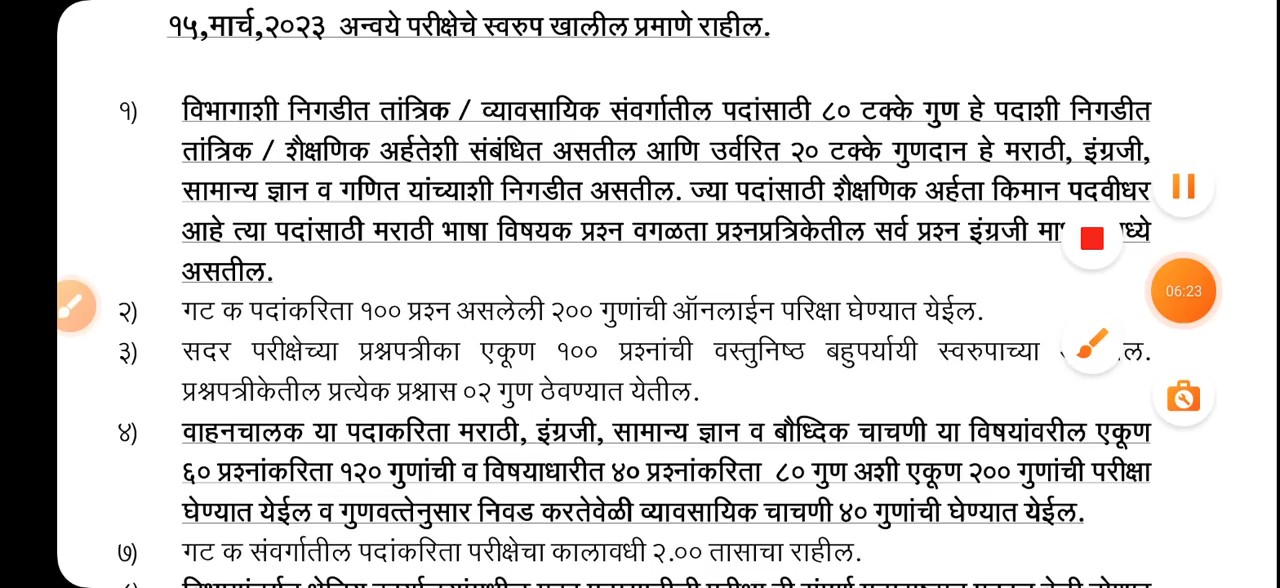 १५,मार्च,२०२३ अन्वये परीक्षेचे स्वरुप खालील प्रमाणे राहील.
१) विभागाशी निगडीत तांत्रिक / व्यावसायिक संवर्गातील पदांसाठी ८० टक्के गुण हे पदाशी निगडीत
तांत्रिक / शैक्षणिक अर्हतेशी संबंधित असतील आणि उर्वरित २० टक्के गुणदान हे मराठी, इंग्रजी,
सामान्य ज्ञान व गणित यांच्याशी निगडीत असतील. ज्या पदांसाठी शैक्षणिक अर्हता किमान पदवीधर
आहे त्या पदांसाठी मराठी भाषा विषयक प्रश्न वगळता प्रश्नप्रत्रिकेतील सर्व प्रश्न इंग्रजी
असतील.
२) गट क पदांकरिता १०० प्रश्न असलेली २०० गुणांची ऑनलाईन परिक्षा घेण्यात येईल.
३) सदर परीक्षेच्या प्रश्नपत्रीका एकूण १०० प्रश्नांची वस्तुनिष्ठ बहुपर्यायी स्वरुपाच्या
प्रश्नपत्रीकेतील प्रत्येक प्रश्नास ०२ गुण ठेवण्यात येतील.
४) वाहनचालक या पदाकरिता मराठी, इंग्रजी, सामान्य ज्ञान व बौध्दिक चाचणी या विषयांवरील एकूण
६० प्रश्नांकरिता १२० गुणांची व विषयाधारीत ४० प्रश्नांकरिता ८० गुण अशी एकूण २०० गुणांची परीक्षा
घेण्यात येईल व गुणवत्तेनुसार निवड करतेवेळी व्यावसायिक चाचणी ४० गुणांची घेण्यात येईल.
७) गट क संवर्गातील पदांकरिता परीक्षेचा कालावधी २.०० तासाचा राहील.
06:23